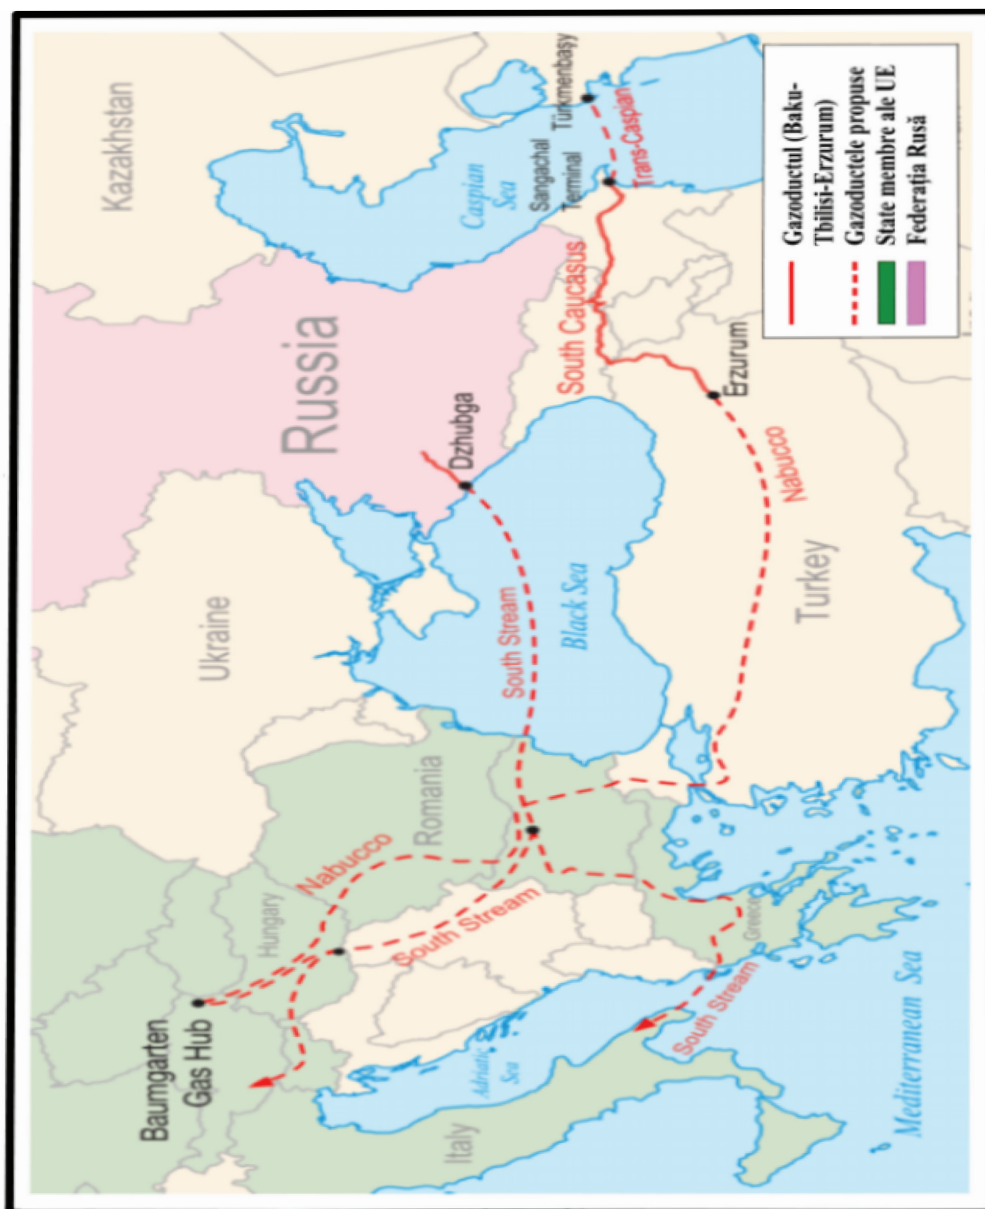 Kazakhstan
Russia
Ukraine
Caspian
Sea
Türkmenbaşy
Sangachal
Terminal
Trans-Caspian
South Caucasus
Dzhubga
Erzurum
Nabucco
South Stream
Black Sea
Turkey
Romania
Nabucco
Hungary
South Stream
Baumgarten
Gas Hub
Greece
South Stream
Adriatic
Sea
Italy
Mediterranean Sea
Gazoductul (Baku-
Tbilisi-Erzurum)
Gazoductele propuse
State membre ale UE
Federația Rusă